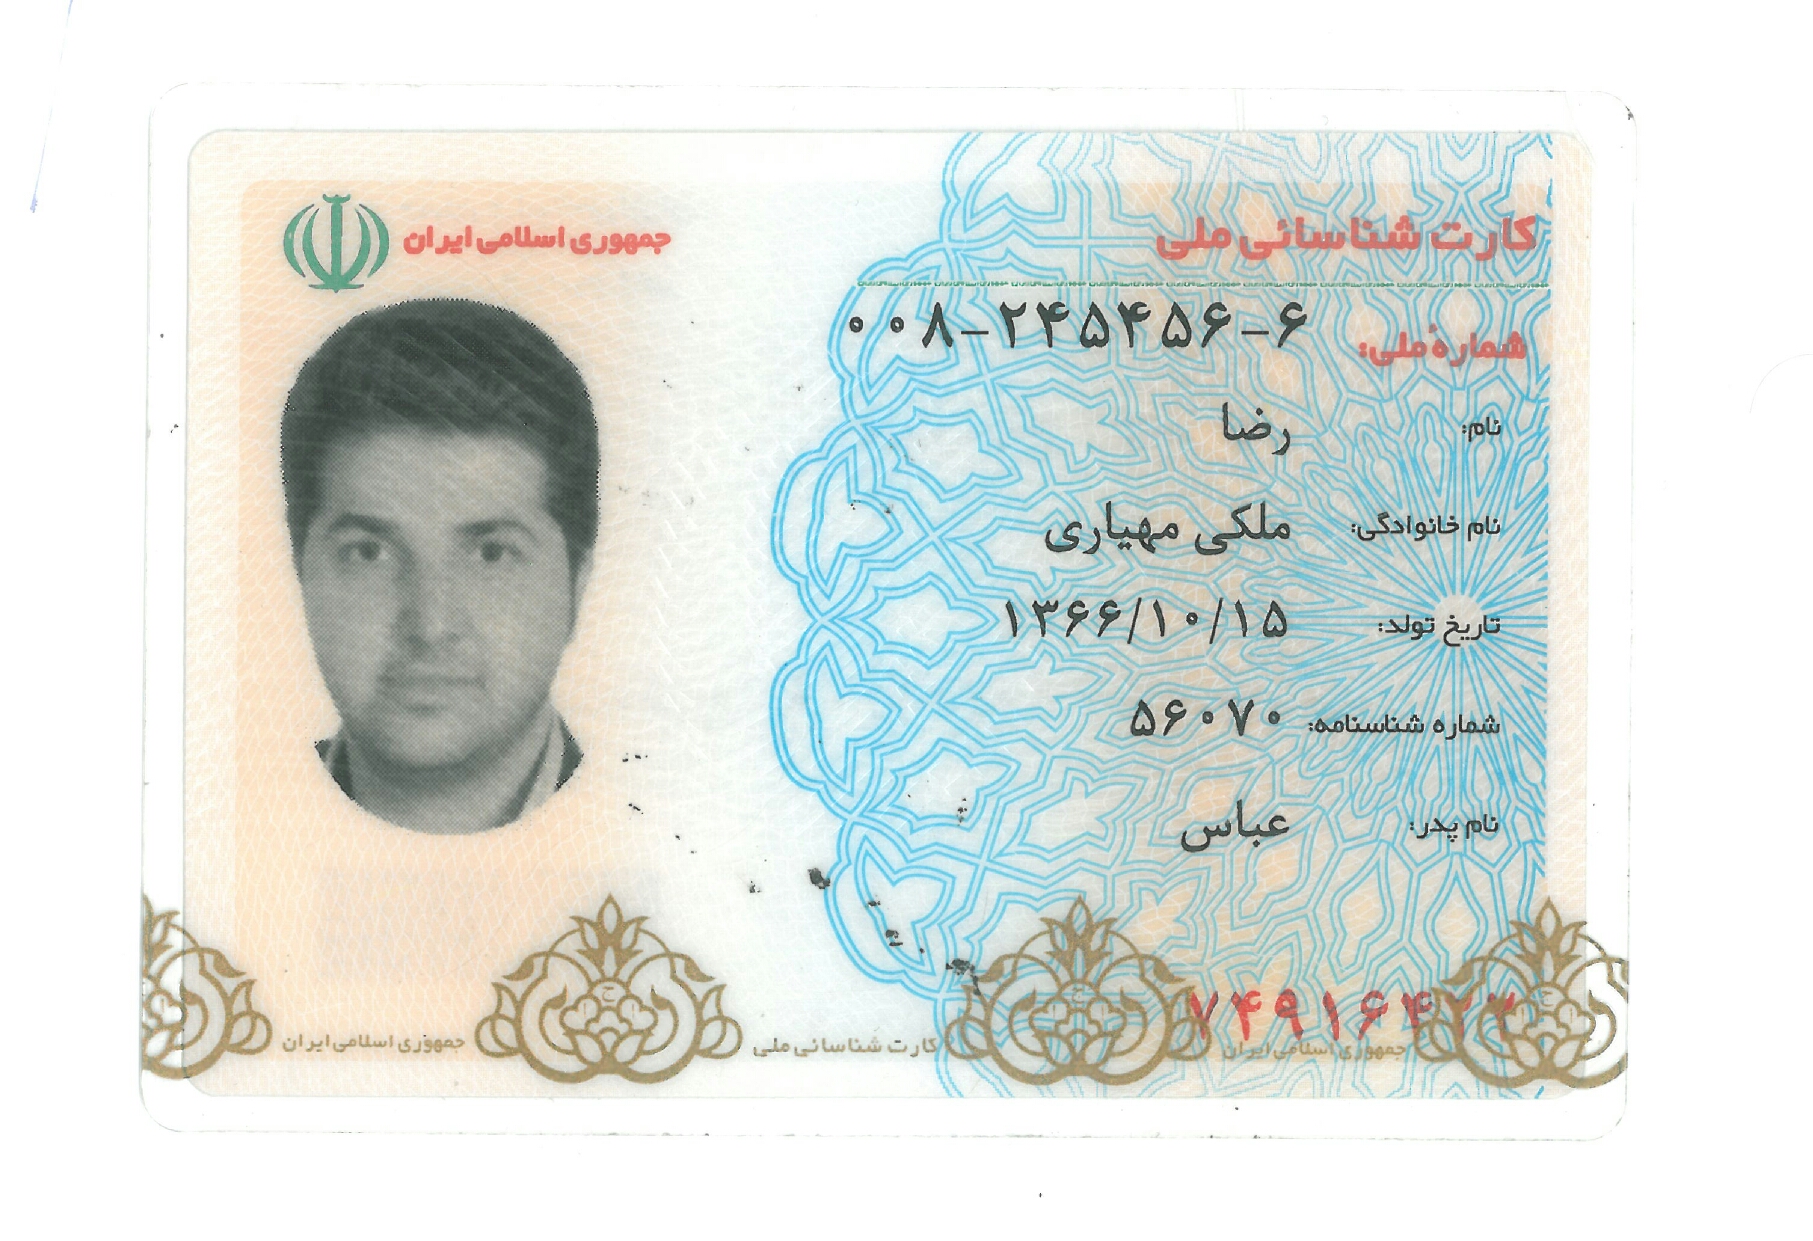 جمهوری اسلامی ایران
کارت شناسائی ملی
شمارهٔ ملی: ۰۰۸-۲۴۵۴۵۶-۶
نام: رضا
نام خانوادگی: ملکی مهیاری
تاریخ تولد: ۱۳۶۶/۱۰/۱۵
شماره شناسنامه: ۵۶۰۷۰
نام پدر: عباس
جمهوری اسلامی ایران
کارت شناسائی ملی
جمهوری اسلامی ایران